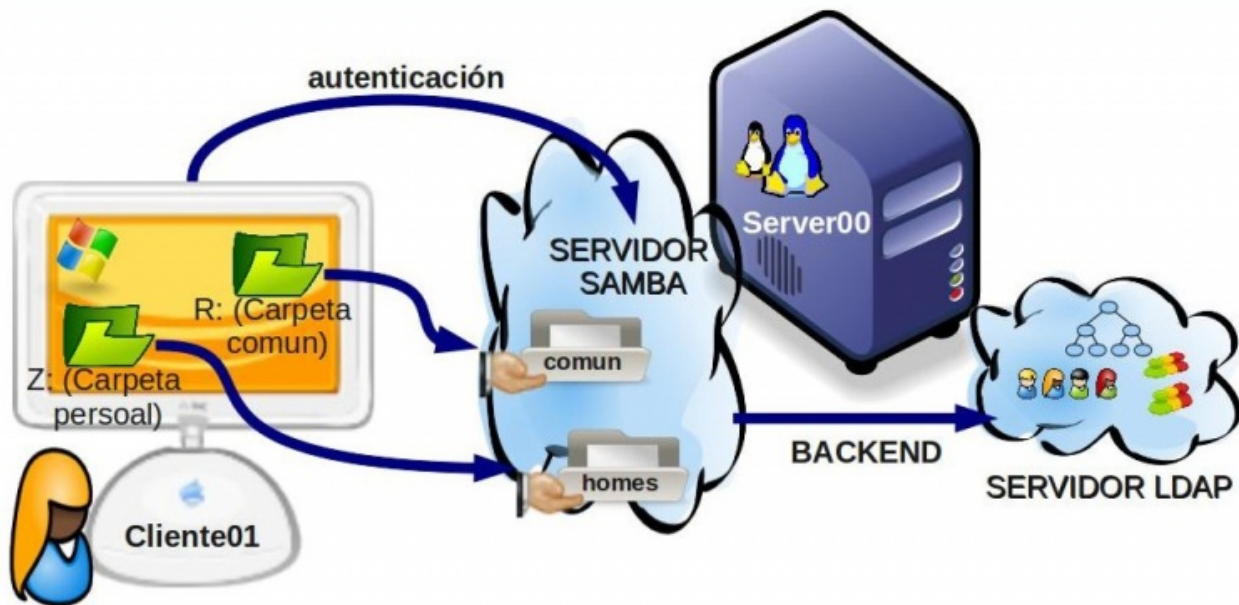 autenticación
Server00
SERVIDOR
SAMBA
R: (Carpeta
comun)
Z: (Carpeta
persoal)
comun
homes
BACKEND
SERVIDOR LDAP
Cliente01